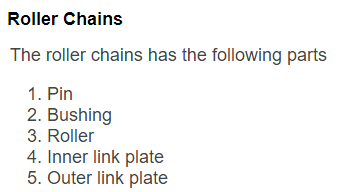 Roller Chains
The roller chains has the following parts
1. Pin
2. Bushing
3. Roller
4. Inner link plate
5. Outer link plate